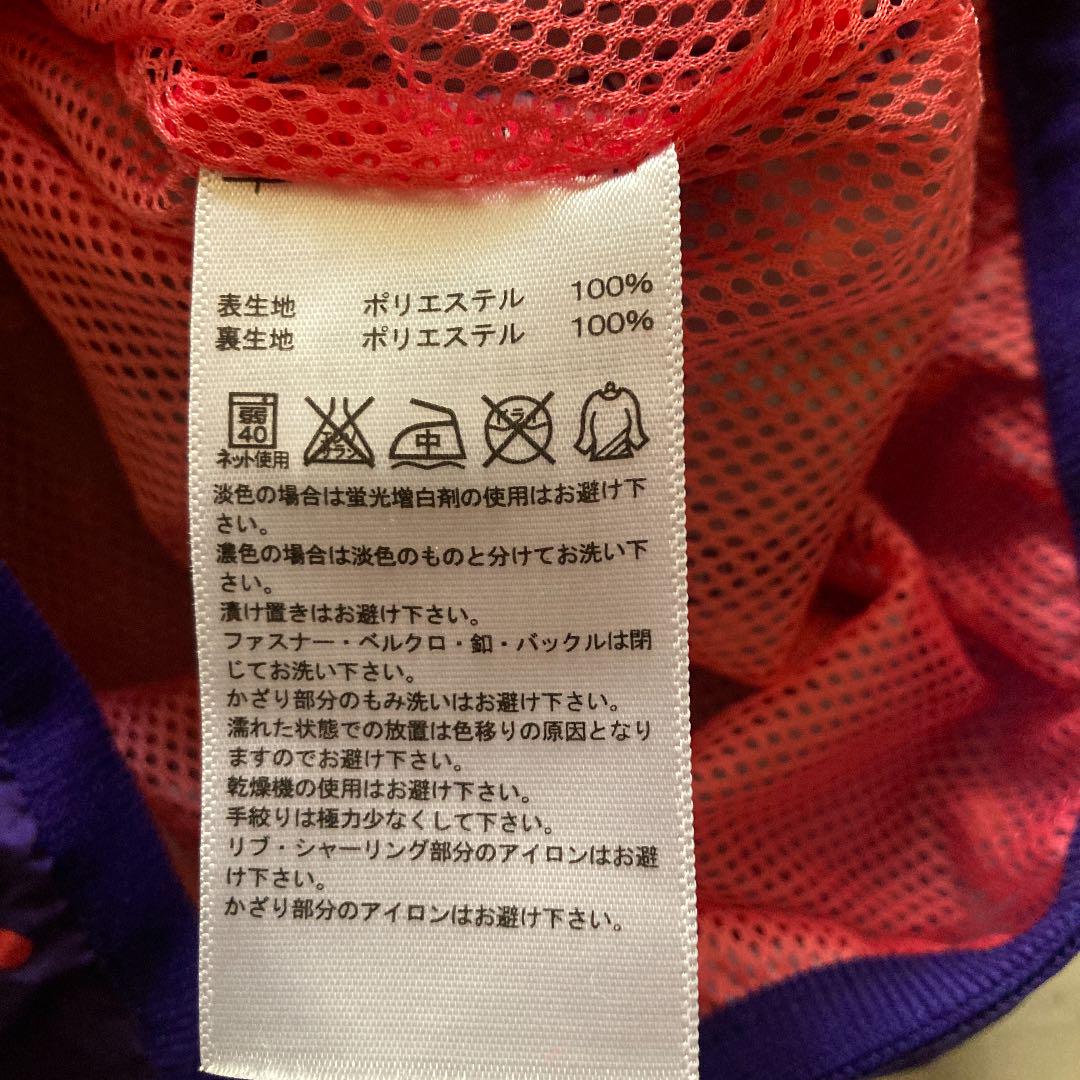 表生地 ポリエステル 100%
裏生地 ポリエステル 100%
弱
40
ネット使用
エンソ
サラシ
中
ドライ
淡色の場合は蛍光増白剤の使用はお避け下
さい。
濃色の場合は淡色のものと分けてお洗い下
さい。
漬け置きはお避け下さい。
ファスナー・ベルクロ・釦・バックルは閉
じてお洗い下さい。
かざり部分のもみ洗いはお避け下さい。
濡れた状態での放置は色移りの原因となり
ますのでお避け下さい。
乾燥機の使用はお避け下さい。
手絞りは極力少なくして下さい。
リブ・シャーリング部分のアイロンはお避
け下さい。
かざり部分のアイロンはお避け下さい。